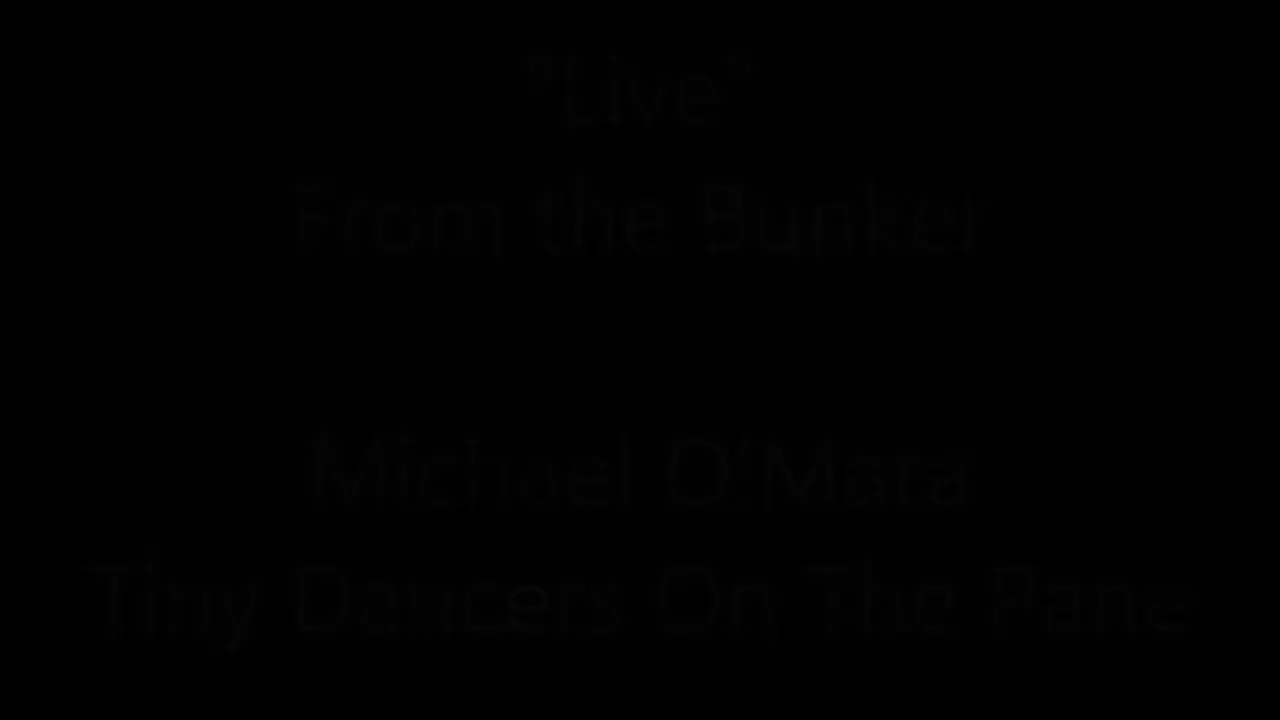 "Live"
From the Bunker
Michael O'Mara
Tiny Dancers On The Pane